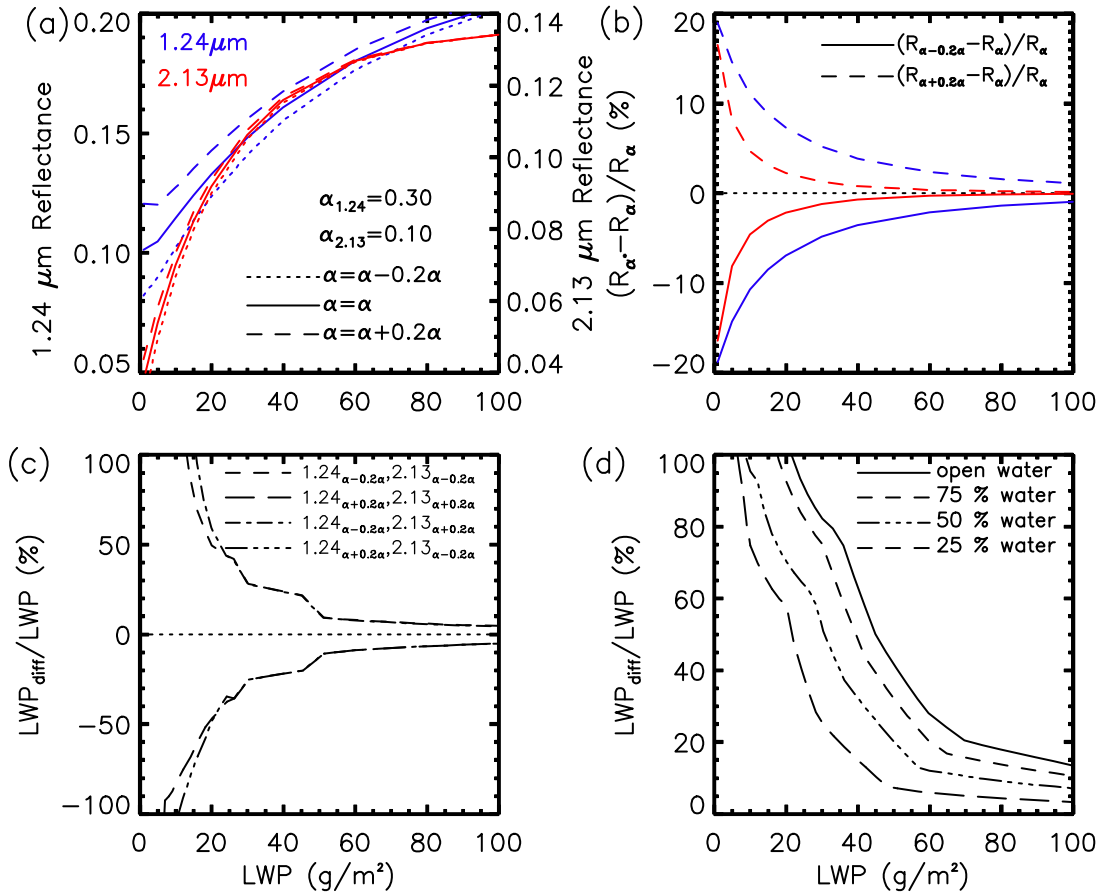 (a)
1.24μm
2.13μm
0.20
0.15
0.10
0.05
1.24 μm Reflectance
α1.24=0.30
α2.13=0.10
α=α−0.2α
α=α
α=α+0.2α
0 20 40 60 80 100
0.14
0.12
0.10
0.08
0.06
0.04
2.13 μm Reflectance
(b)
20
10
0
−10
−20
(Rα*−Rα)/Rα (%)
(Rα−0.2α−Rα)/Rα
(Rα+0.2α−Rα)/Rα
0 20 40 60 80 100
(c)
100
50
0
−50
−100
LWPdiff/LWP (%)
1.24α−0.2α,2.13α−0.2α
1.24α+0.2α,2.13α+0.2α
1.24α−0.2α,2.13α+0.2α
1.24α+0.2α,2.13α−0.2α
0 20 40 60 80 100
LWP (g/m²)
(d)
100
80
60
40
20
0
LWPdiff/LWP (%)
open water
75 % water
50 % water
25 % water
0 20 40 60 80 100
LWP (g/m²)